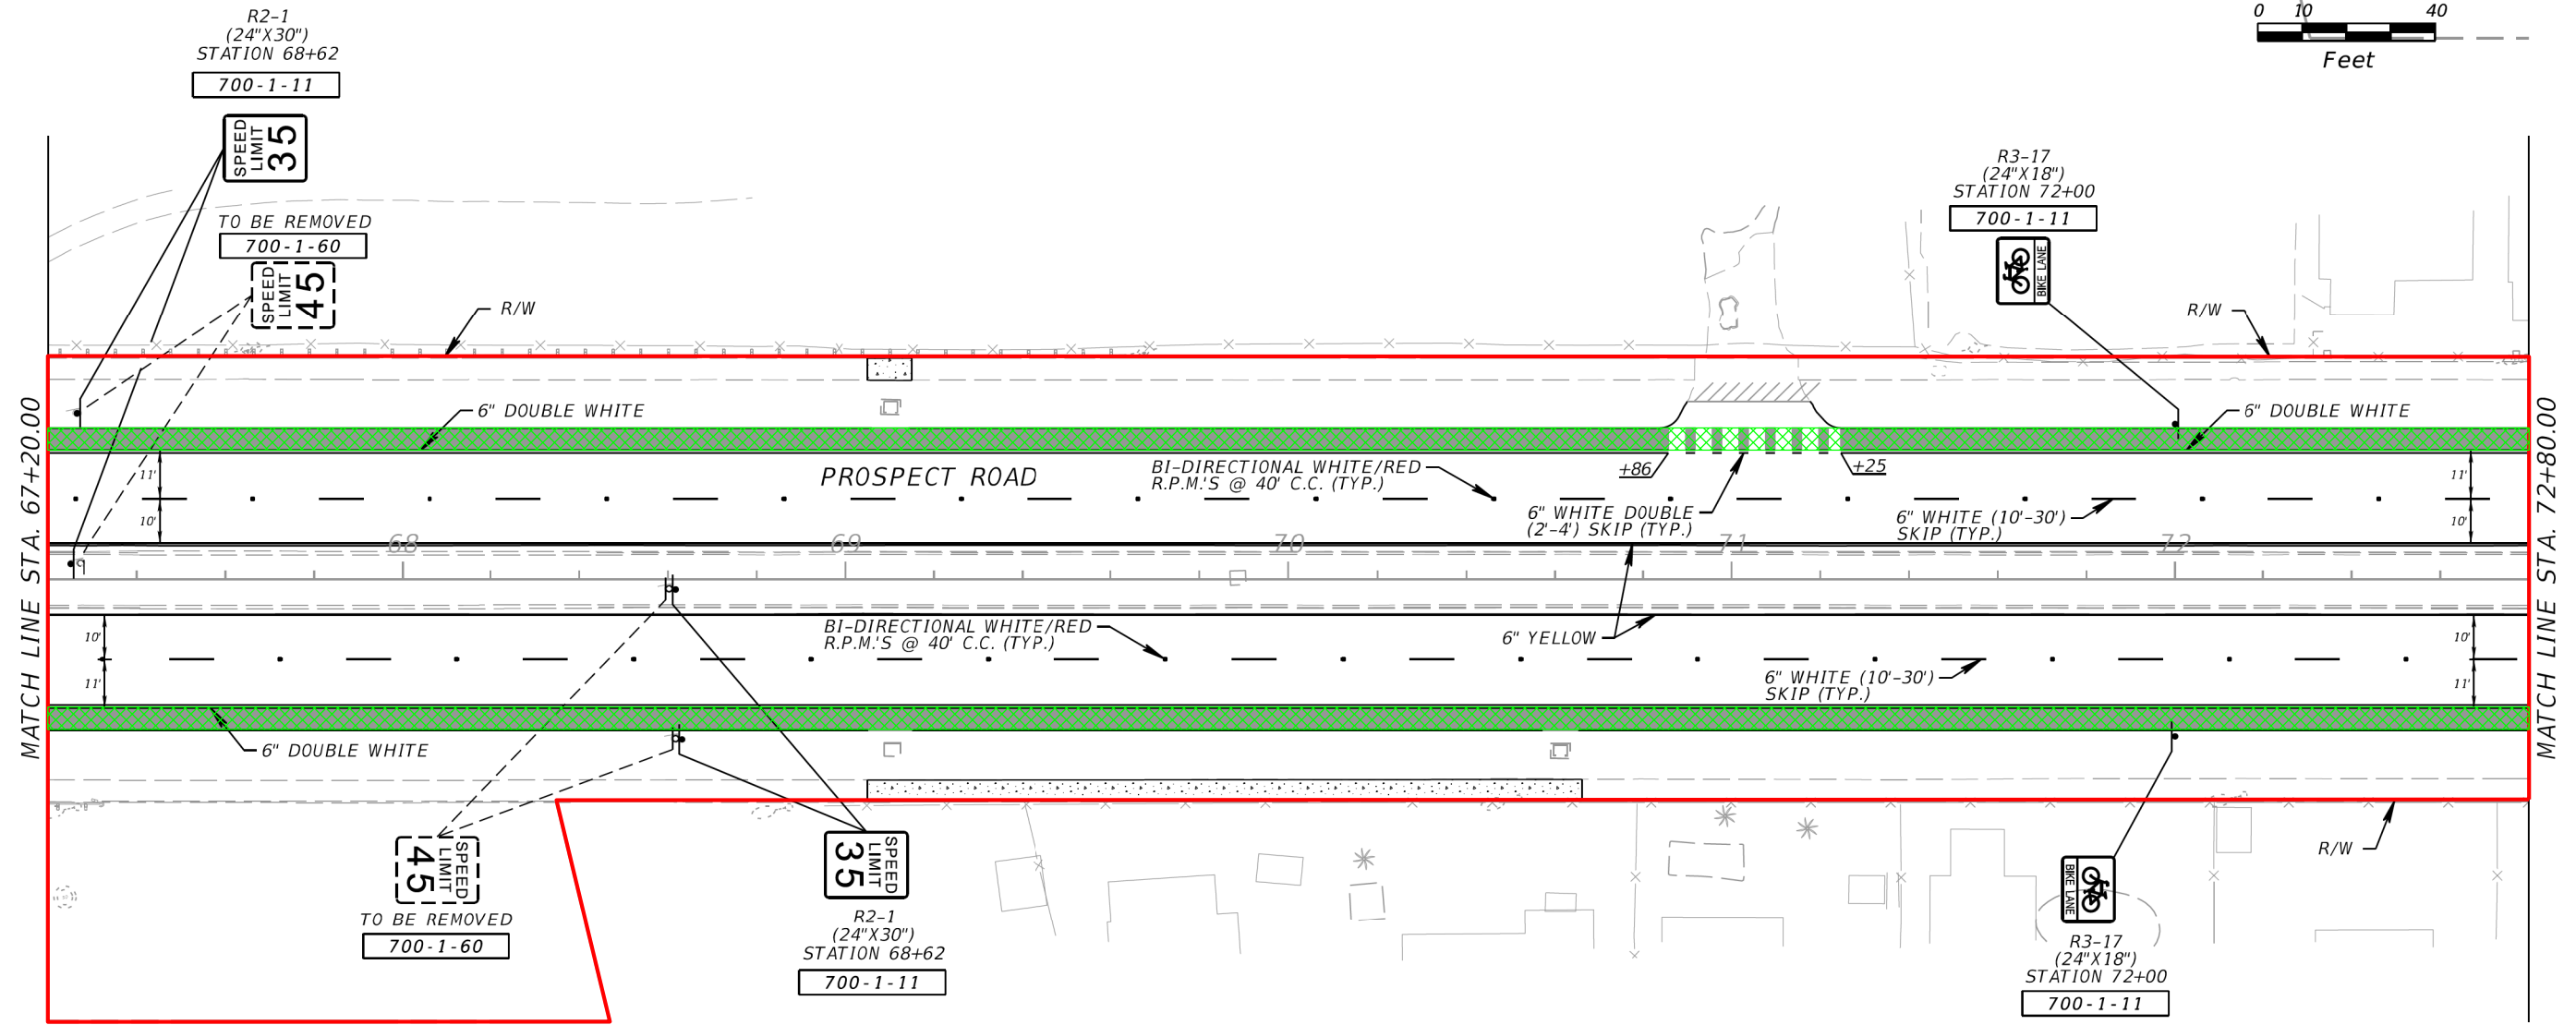 R2-1
(24"X30")
STATION 68+62
700-1-11
SPEED
LIMIT
35
TO BE REMOVED
700-1-60
SPEED
LIMIT
45
0 10 40
Feet
R3-17
(24"X18")
STATION 72+00
700-1-11
BIKE LANE
R/W
R/W
6" DOUBLE WHITE
6" DOUBLE WHITE
MATCH LINE STA. 67+20.00
MATCH LINE STA. 72+80.00
11'
10'
PROSPECT ROAD
BI-DIRECTIONAL WHITE/RED
R.P.M.'S @ 40' C.C. (TYP.)
+86
+25
6" WHITE DOUBLE
(2'-4') SKIP (TYP.)
6" WHITE (10'-30')
SKIP (TYP.)
11'
10'
68 69 70 71 72
10'
11'
BI-DIRECTIONAL WHITE/RED
R.P.M.'S @ 40' C.C. (TYP.)
6" YELLOW
6" WHITE (10'-30')
SKIP (TYP.)
10'
11'
6" DOUBLE WHITE
SPEED
LIMIT
45
TO BE REMOVED
700-1-60
SPEED
LIMIT
35
R2-1
(24"X30")
STATION 68+62
700-1-11
R/W
BIKE LANE
R3-17
(24"X18")
STATION 72+00
700-1-11